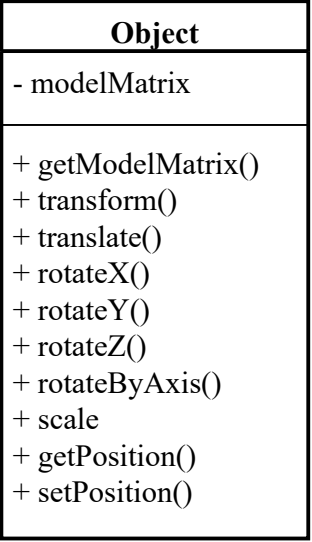 Object
- modelMatrix
+ getModelMatrix()
+ transform()
+ translate()
+ rotateX()
+ rotateY()
+ rotateZ()
+ rotateByAxis()
+ scale
+ getPosition()
+ setPosition()